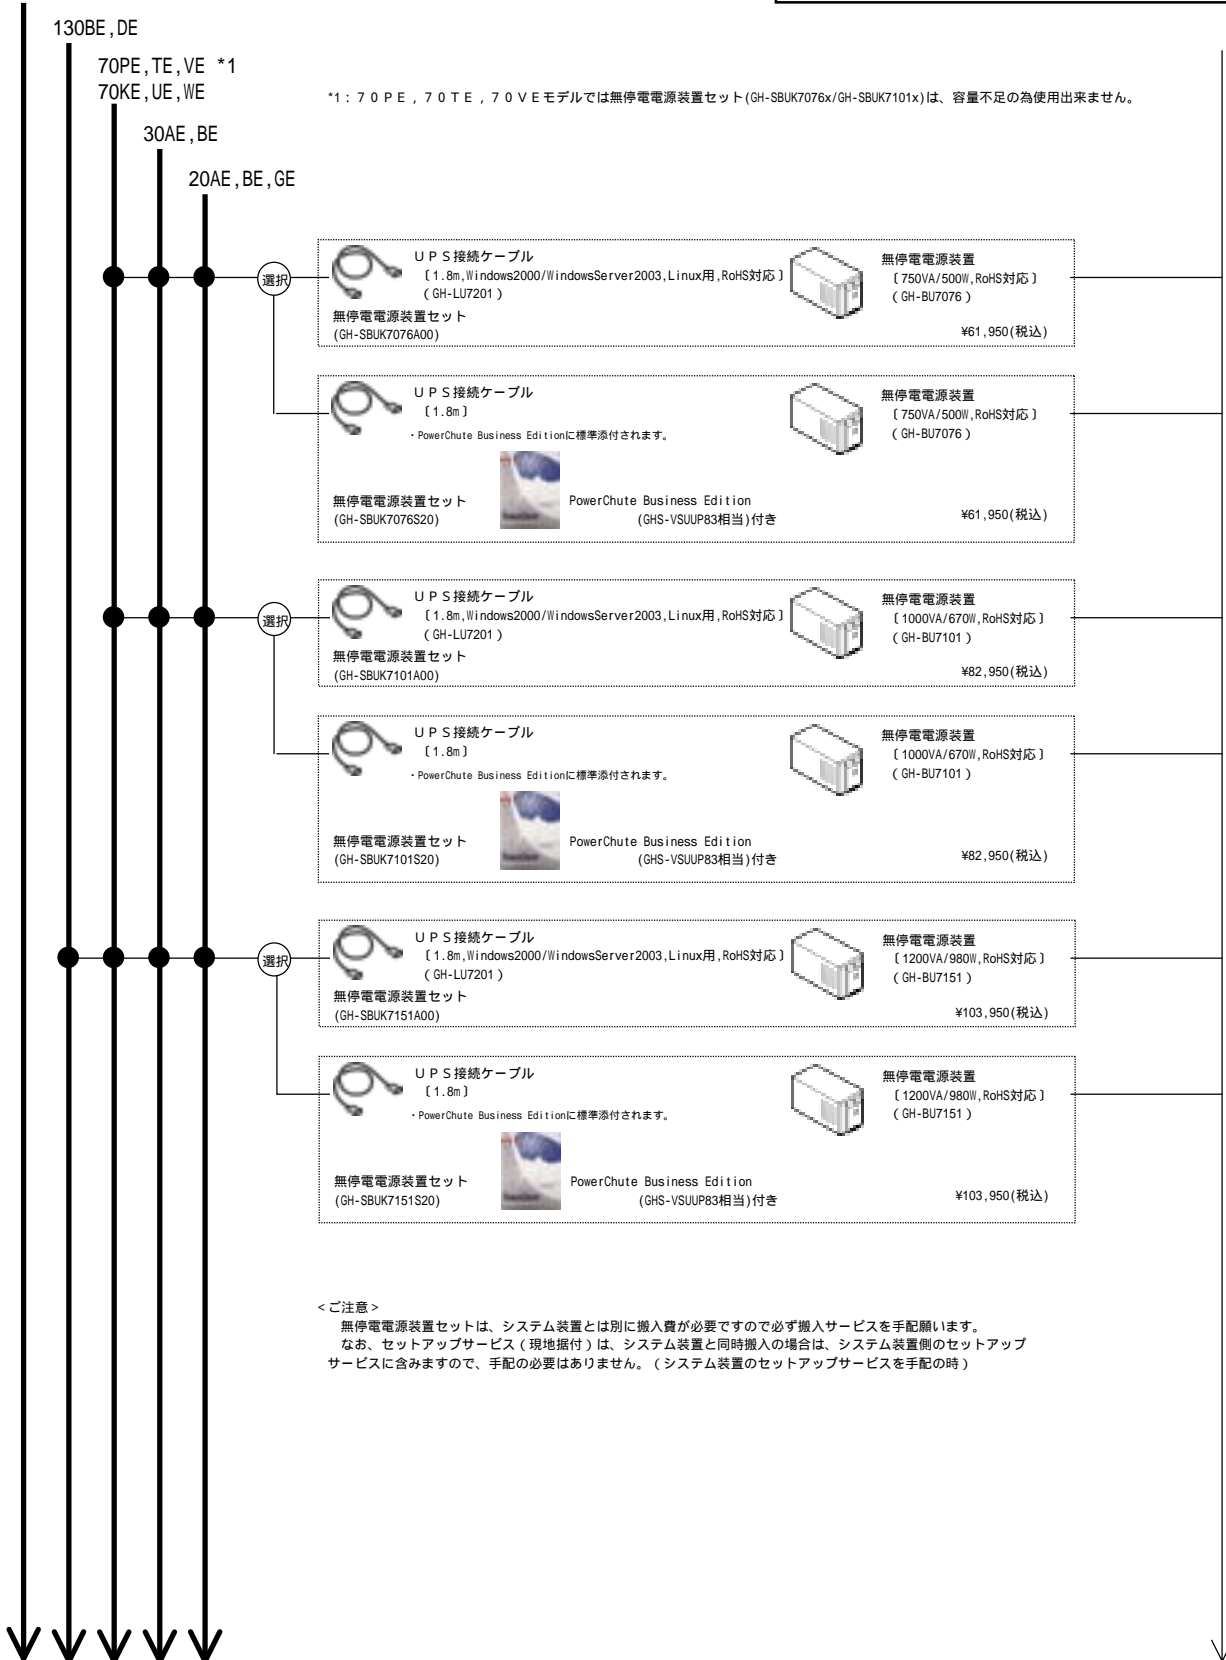 130BE,DE
70PE,TE,VE *1
70KE,UE,WE
*1：７０ＰＥ，７０ＴＥ，７０ＶＥモデルでは無停電電源装置セット(GH-SBUK7076x/GH-SBUK7101x)は、容量不足の為使用出来ません。
30AE,BE
20AE,BE,GE
選択
ＵＰＳ接続ケーブル
〔1.8m,Windows2000/WindowsServer2003,Linux用,RoHS対応〕
（GH-LU7201）
無停電電源装置セット
(GH-SBUK7076A00)
無停電電源装置
〔750VA/500W,RoHS対応〕
（GH-BU7076）
¥61,950(税込)
ＵＰＳ接続ケーブル
〔1.8m〕
・PowerChute Business Editionに標準添付されます。
無停電電源装置
〔750VA/500W,RoHS対応〕
（GH-BU7076）
無停電電源装置セット
(GH-SBUK7076S20)
PowerChute Business Edition
(GHS-VSUUP83相当)付き
¥61,950(税込)
選択
ＵＰＳ接続ケーブル
〔1.8m,Windows2000/WindowsServer2003,Linux用,RoHS対応〕
（GH-LU7201）
無停電電源装置セット
(GH-SBUK7101A00)
無停電電源装置
〔1000VA/670W,RoHS対応〕
（GH-BU7101）
¥82,950(税込)
ＵＰＳ接続ケーブル
〔1.8m〕
・PowerChute Business Editionに標準添付されます。
無停電電源装置
〔1000VA/670W,RoHS対応〕
（GH-BU7101）
無停電電源装置セット
(GH-SBUK7101S20)
PowerChute Business Edition
(GHS-VSUUP83相当)付き
¥82,950(税込)
選択
ＵＰＳ接続ケーブル
〔1.8m,Windows2000/WindowsServer2003,Linux用,RoHS対応〕
（GH-LU7201）
無停電電源装置セット
(GH-SBUK7151A00)
無停電電源装置
〔1200VA/980W,RoHS対応〕
（GH-BU7151）
¥103,950(税込)
ＵＰＳ接続ケーブル
〔1.8m〕
・PowerChute Business Editionに標準添付されます。
無停電電源装置
〔1200VA/980W,RoHS対応〕
（GH-BU7151）
無停電電源装置セット
(GH-SBUK7151S20)
PowerChute Business Edition
(GHS-VSUUP83相当)付き
¥103,950(税込)
＜ご注意＞
無停電電源装置セットは、システム装置とは別に搬入費が必要ですので必ず搬入サービスを手配願います。
なお、セットアップサービス（現地据付）は、システム装置と同時搬入の場合は、システム装置側のセットアップ
サービスに含みますので、手配の必要はありません。（システム装置のセットアップサービスを手配の時）